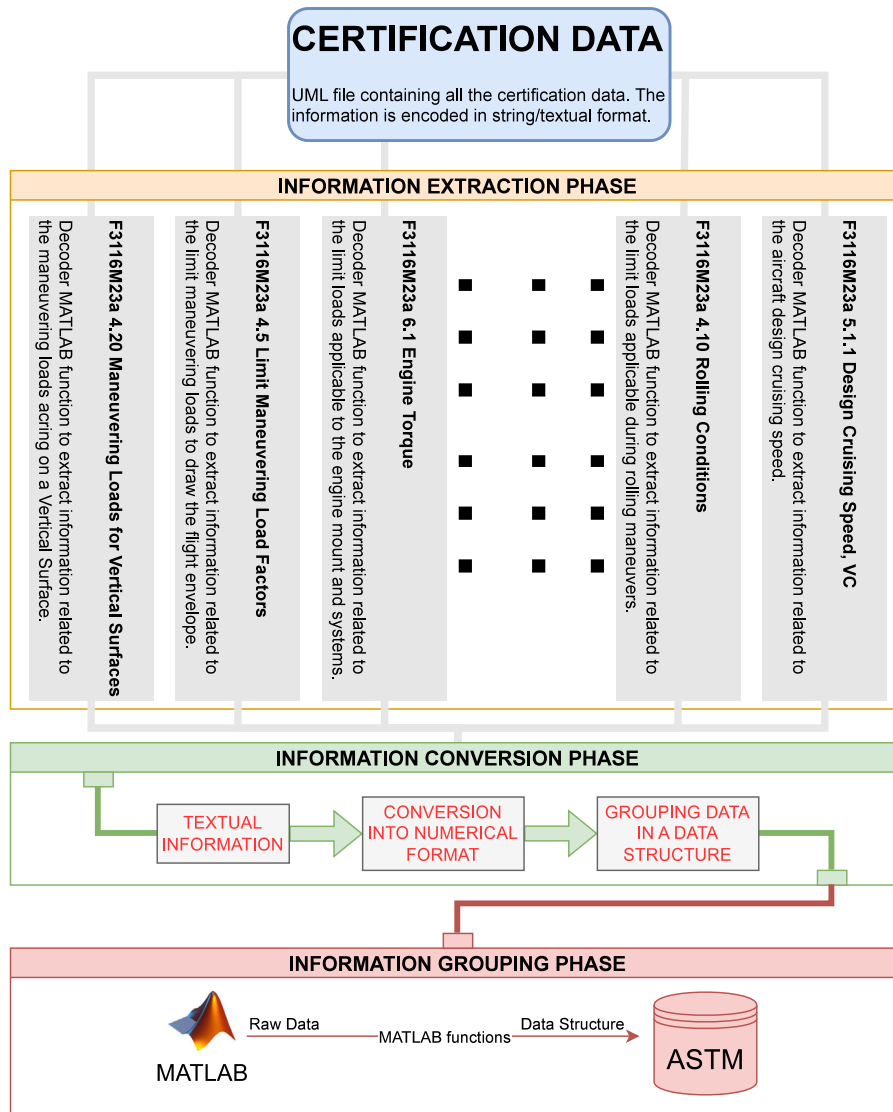 CERTIFICATION DATA
UML file containing all the certification data. The
information is encoded in string/textual format.
INFORMATION EXTRACTION PHASE
F3116M23a 4.20 Maneuvering Loads for Vertical Surfaces
Decoder MATLAB function to extract information related to
the maneuvering loads acring on a Vertical Surface.
F3116M23a 4.5 Limit Maneuvering Load Factors
Decoder MATLAB function to extract information related to
the limit maneuvering loads to draw the flight envelope.
F3116M23a 6.1 Engine Torque
Decoder MATLAB function to extract information related to
the limit loads applicable to the engine mount and systems.
F3116M23a 4.10 Rolling Conditions
Decoder MATLAB function to extract information related to
the limit loads applicable during rolling maneuvers.
F3116M23a 5.1.1 Design Cruising Speed, VC
Decoder MATLAB function to extract information related to
the aircraft design cruising speed.
INFORMATION CONVERSION PHASE
TEXTUAL
INFORMATION
CONVERSION
INTO NUMERICAL
FORMAT
GROUPING DATA
IN A DATA
STRUCTURE
INFORMATION GROUPING PHASE
MATLAB
Raw Data
MATLAB functions
Data Structure
ASTM